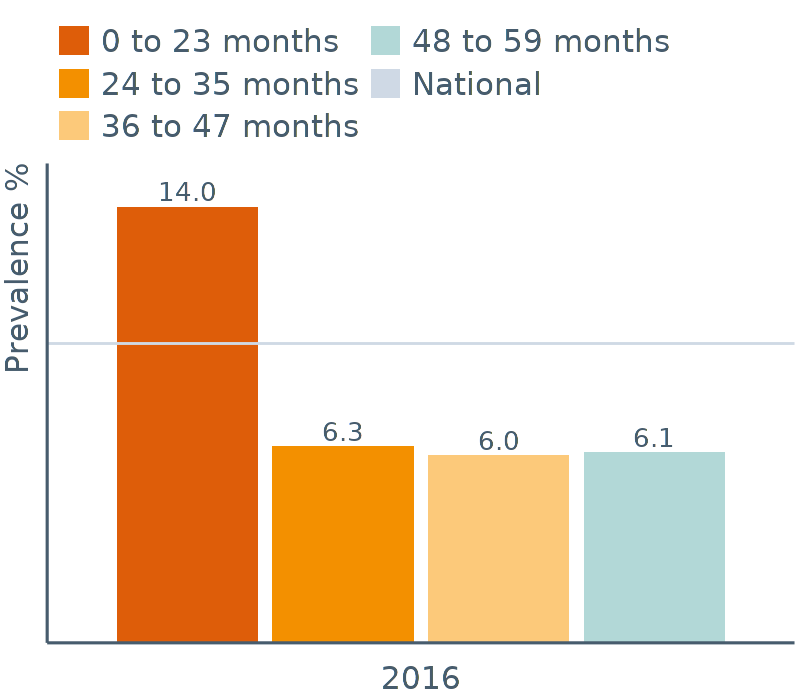 0 to 23 months
24 to 35 months
36 to 47 months
48 to 59 months
National
Prevalence %
14.0
6.3
6.0
6.1
2016